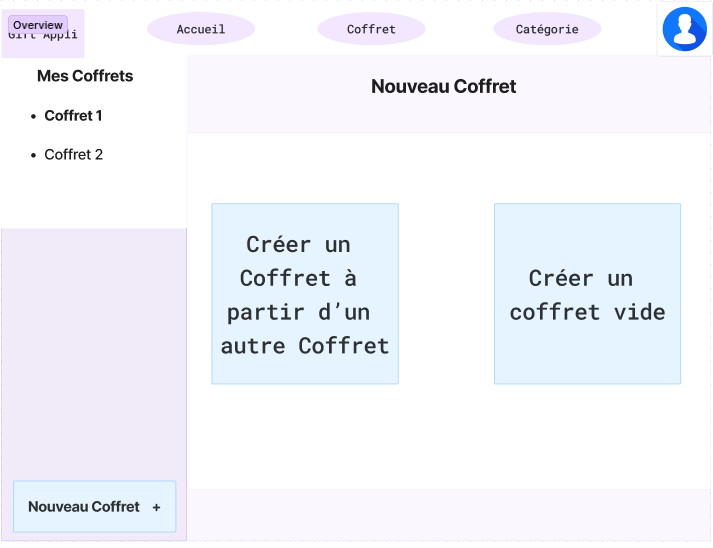 Overview
Gift Appli
Accueil
Coffret
Catégorie
Mes Coffrets
• Coffret 1
• Coffret 2
Nouveau Coffret +
Nouveau Coffret
Créer un
Coffret à
partir d’un
autre Coffret
Créer un
coffret vide